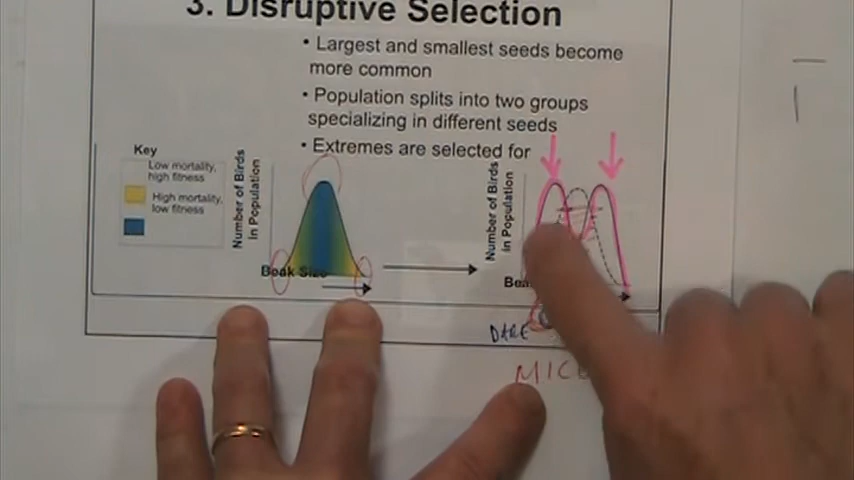 3. Disruptive Selection
• Largest and smallest seeds become
more common
• Population splits into two groups
specializing in different seeds
• Extremes are selected for
Key
Low mortality,
high fitness
High mortality,
low fitness
Number of Birds
in Population
Beak Size
Number of Birds
in Population
DARK